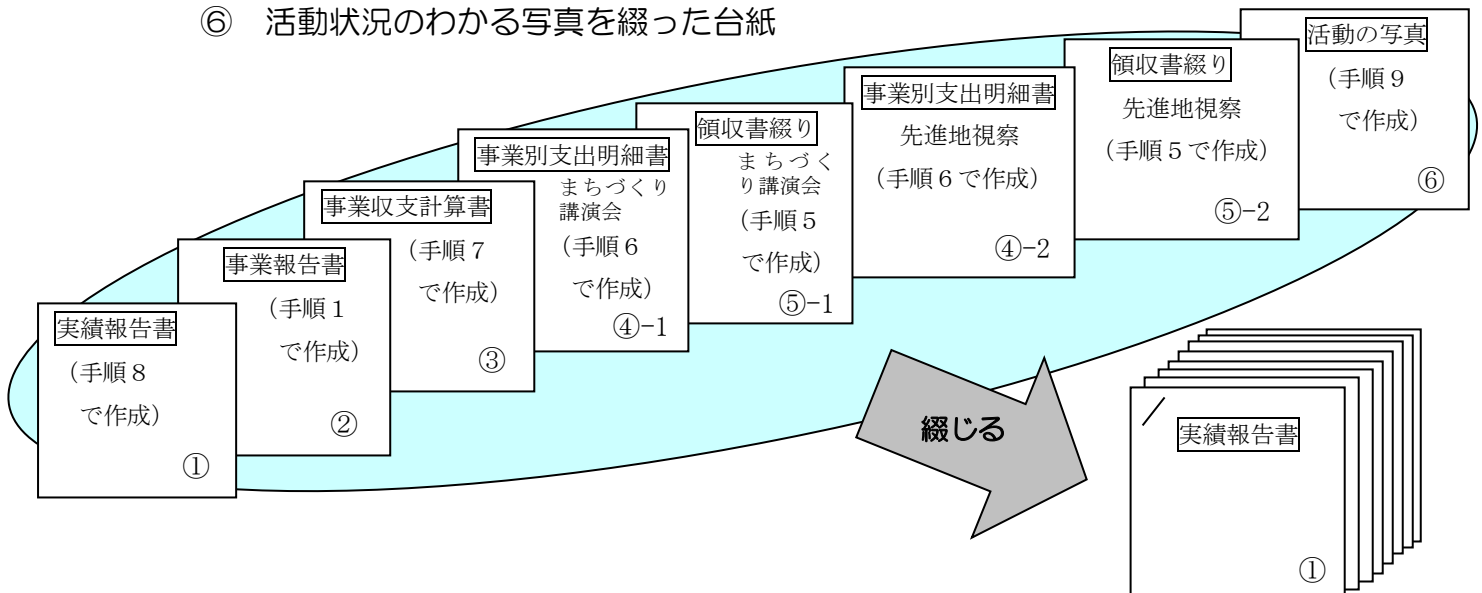 ⑥ 活動状況のわかる写真を綴った台紙
実績報告書
(手順8
で作成)
①
事業報告書
(手順1
で作成)
②
事業収支計算書
(手順7
で作成)
③
事業別支出明細書
まちづくり
講演会
(手順6
で作成)
④-1
領収書綴り
まちづく
り講演会
(手順5
で作成)
⑤-1
事業別支出明細書
先進地視察
(手順6で作成)
④-2
領収書綴り
先進地視察
(手順5で作成)
⑤-2
活動の写真
(手順9
で作成)
⑥
綴じる
実績報告書
①